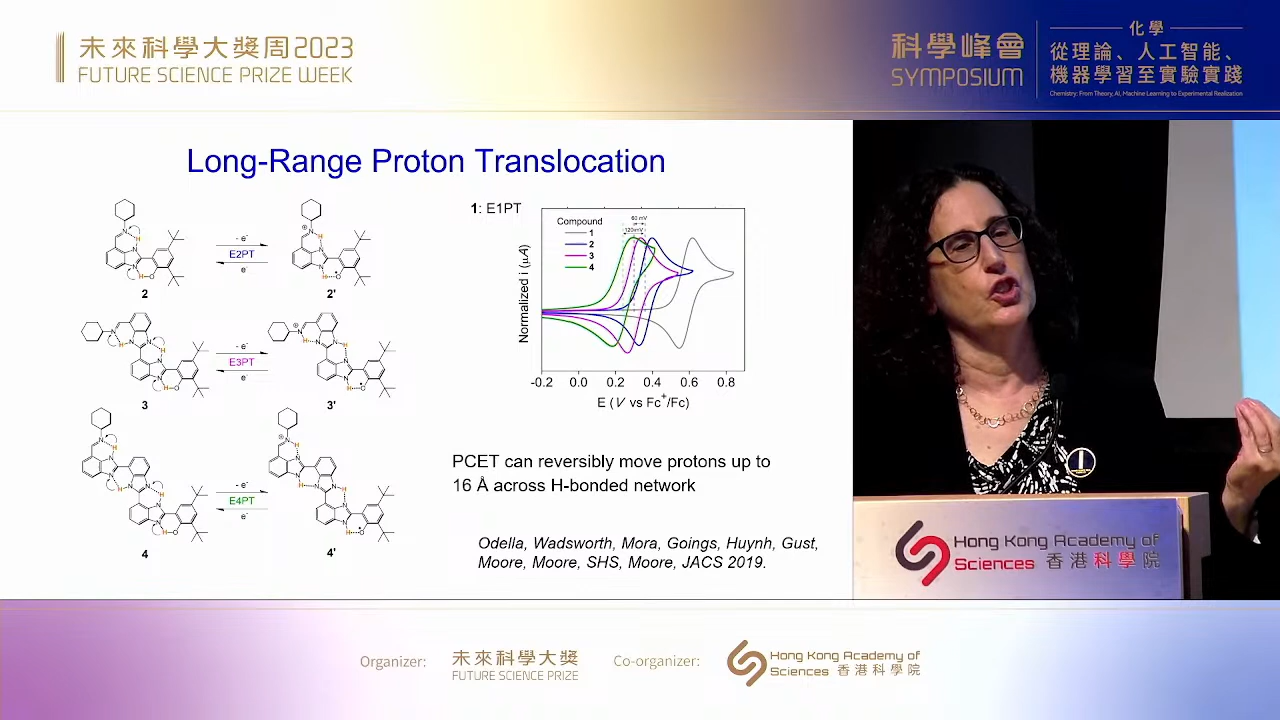 未來科學大獎周2023
FUTURE SCIENCE PRIZE WEEK
科學峰會
SYMPOSIUM
化學
從理論、人工智能、
機器學習至實驗實踐
Chemistry: From Theory, AI, Machine Learning to Experimental Realization
Long-Range Proton Translocation
- e⁻
E2PT
e⁻
2
2'
- e⁻
E3PT
e⁻
3
3'
- e⁻
E4PT
e⁻
4
4'
1: E1PT
Compound
1
2
3
4
60 mV
120mV
Normalized i (μA)
-0.2 0.0 0.2 0.4 0.6 0.8
E (V vs Fc⁺/Fc)
PCET can reversibly move protons up to
16 Å across H-bonded network
Odella, Wadsworth, Mora, Goings, Huynh, Gust,
Moore, Moore, SHS, Moore, JACS 2019.
Hong Kong Academy of
Sciences 香港科學院
Organizer:
未來科學大獎
FUTURE SCIENCE PRIZE
Co-organizer:
Hong Kong Academy of
Sciences 香港科學院